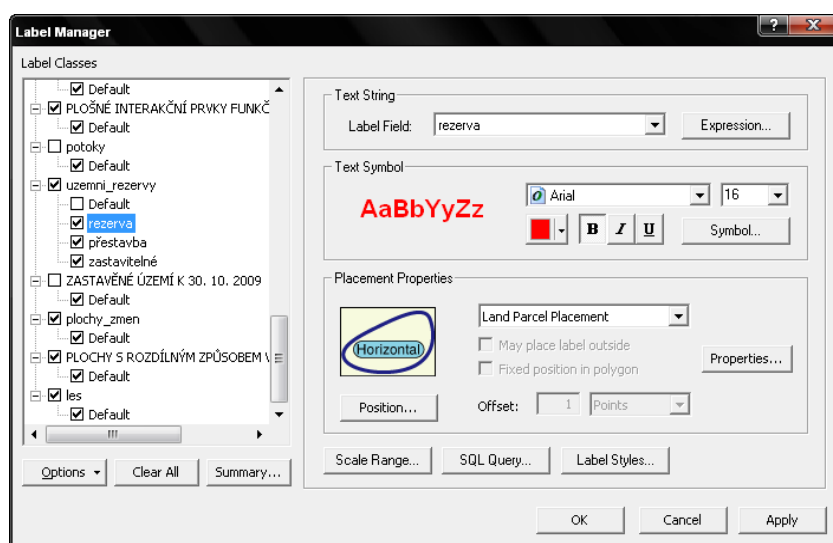 Label Manager
?
X
Label Classes
Default
PLOŠNÉ INTERAKČNÍ PRVKY FUNKČ
Default
potoky
Default
uzemni_rezervy
Default
rezerva
přestavba
zastavitelné
ZASTAVĚNÉ ÚZEMÍ K 30. 10. 2009
Default
plochy_zmen
Default
PLOCHY S ROZDÍLNÝM ZPŮSOBEM V
Default
les
Default
Options
Clear All
Summary...
Text String
Label Field:
rezerva
Expression...
Text Symbol
AaBbYyZz
Arial
16
B
I
U
Symbol...
Placement Properties
Horizontal
Land Parcel Placement
May place label outside
Fixed position in polygon
Properties...
Position...
Offset:
1
Points
Scale Range...
SQL Query...
Label Styles...
OK
Cancel
Apply